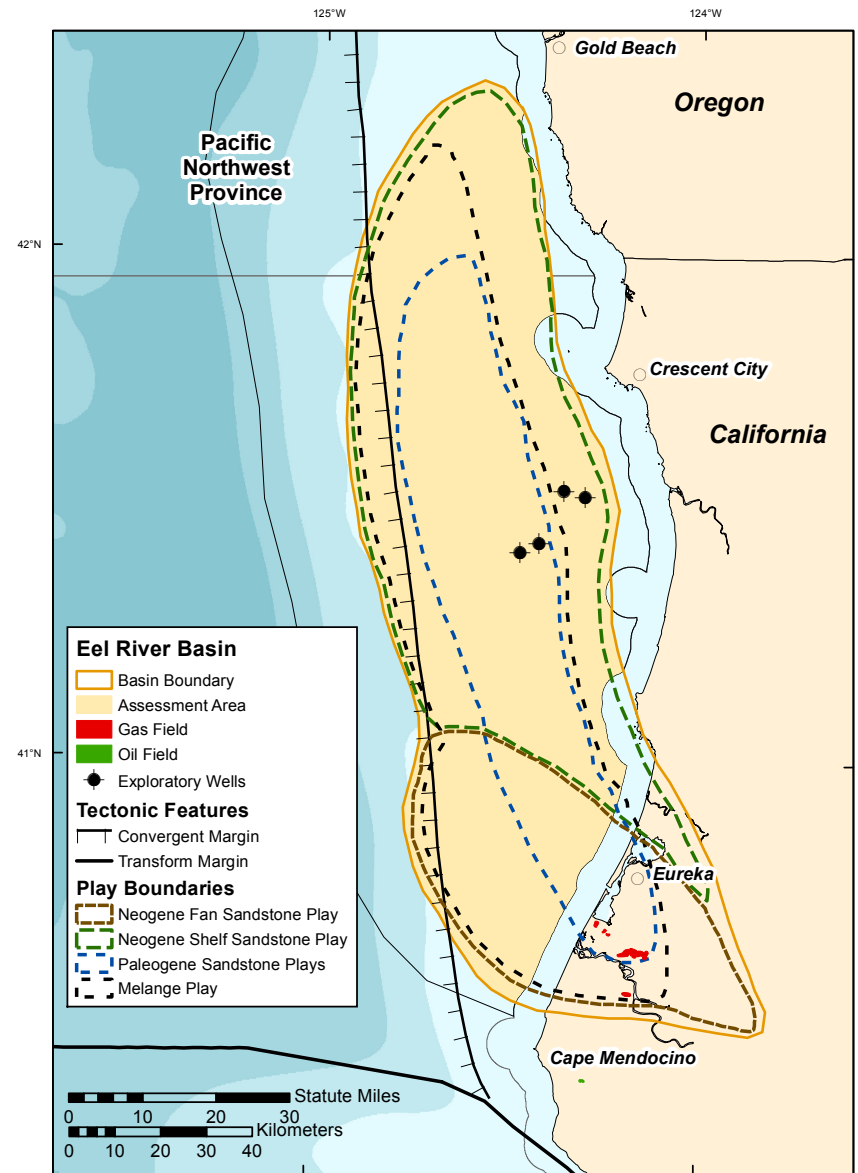 125°W
124°W
Gold Beach
Oregon
Pacific
Northwest
Province
42°N
Crescent City
California
Eel River Basin
Basin Boundary
Assessment Area
Gas Field
Oil Field
Exploratory Wells
Tectonic Features
Convergent Margin
Transform Margin
Play Boundaries
Neogene Fan Sandstone Play
Neogene Shelf Sandstone Play
Paleogene Sandstone Plays
Melange Play
41°N
Eureka
Cape Mendocino
Statute Miles
0 10 20 30
Kilometers
0 10 20 30 40